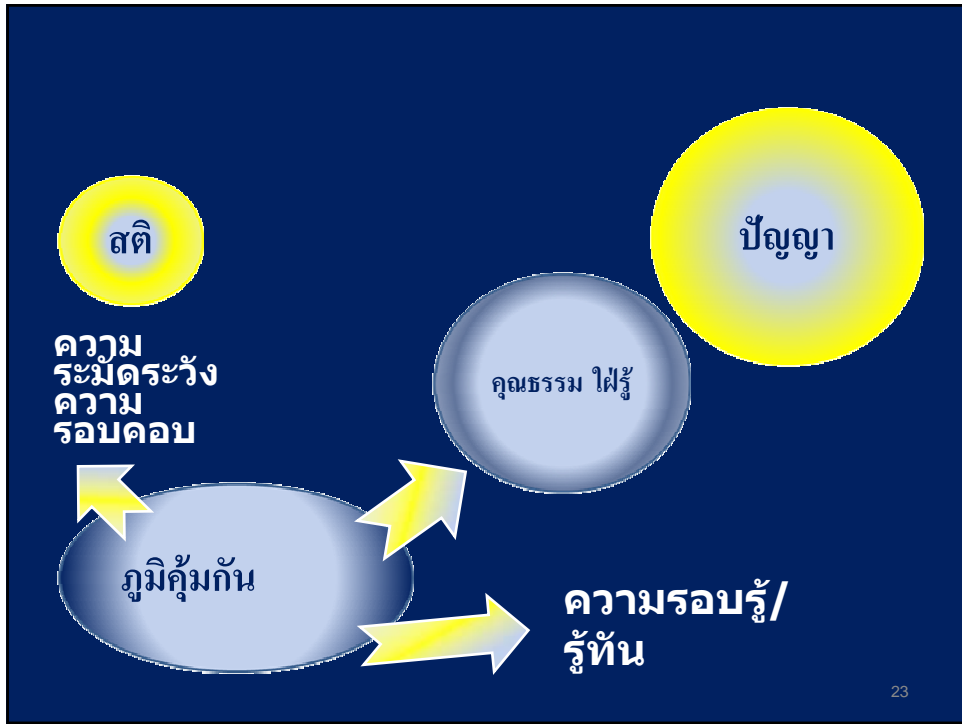 สติ
ปัญญา
ความ
ระมัดระวัง
ความ
รอบคอบ
คุณธรรม ใฝ่รู้
ภูมิคุ้มกัน
ความรอบรู้/
รู้ทัน
23